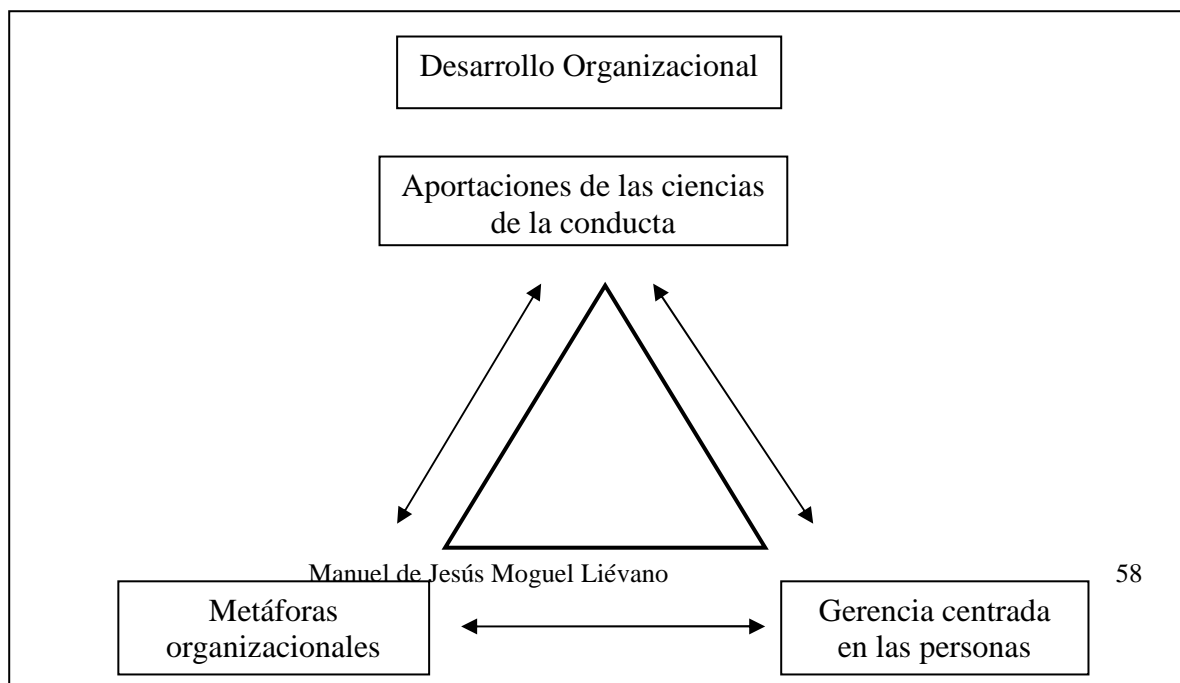 Desarrollo Organizacional
Aportaciones de las ciencias
de la conducta
Manuel de Jesús Moguel Liévano
58
Metáforas
organizacionales
Gerencia centrada
en las personas